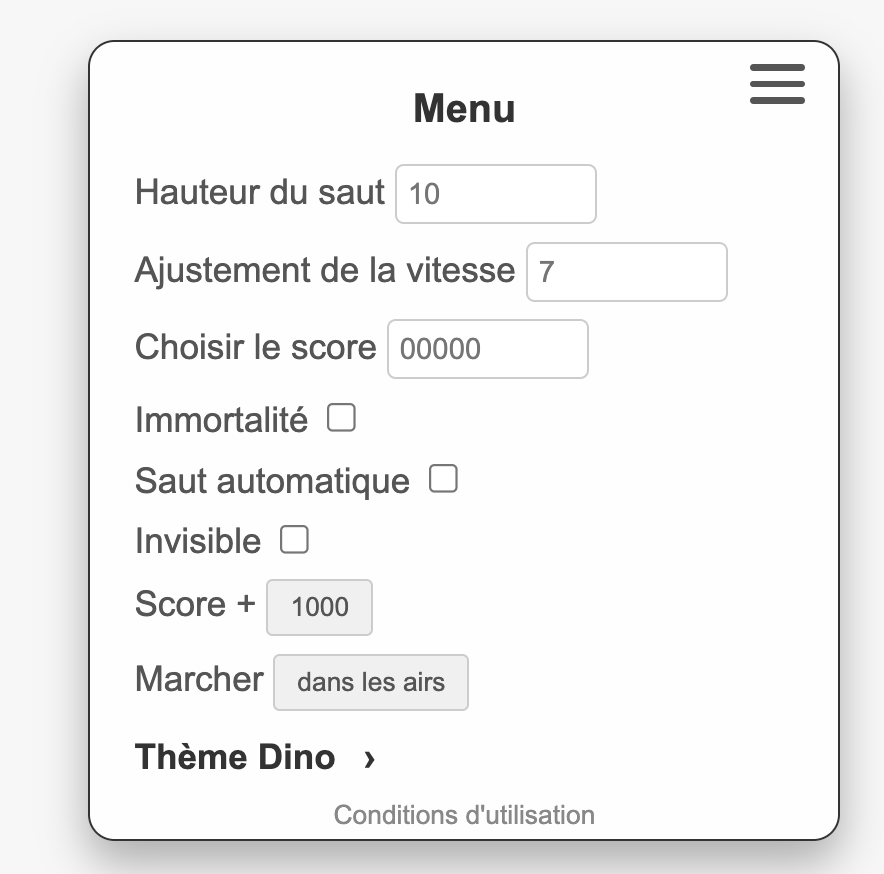 Menu
Hauteur du saut 10
Ajustement de la vitesse 7
Choisir le score 00000
Immortalité
Saut automatique
Invisible
Score + 1000
Marcher dans les airs
Thème Dino ›
Conditions d'utilisation